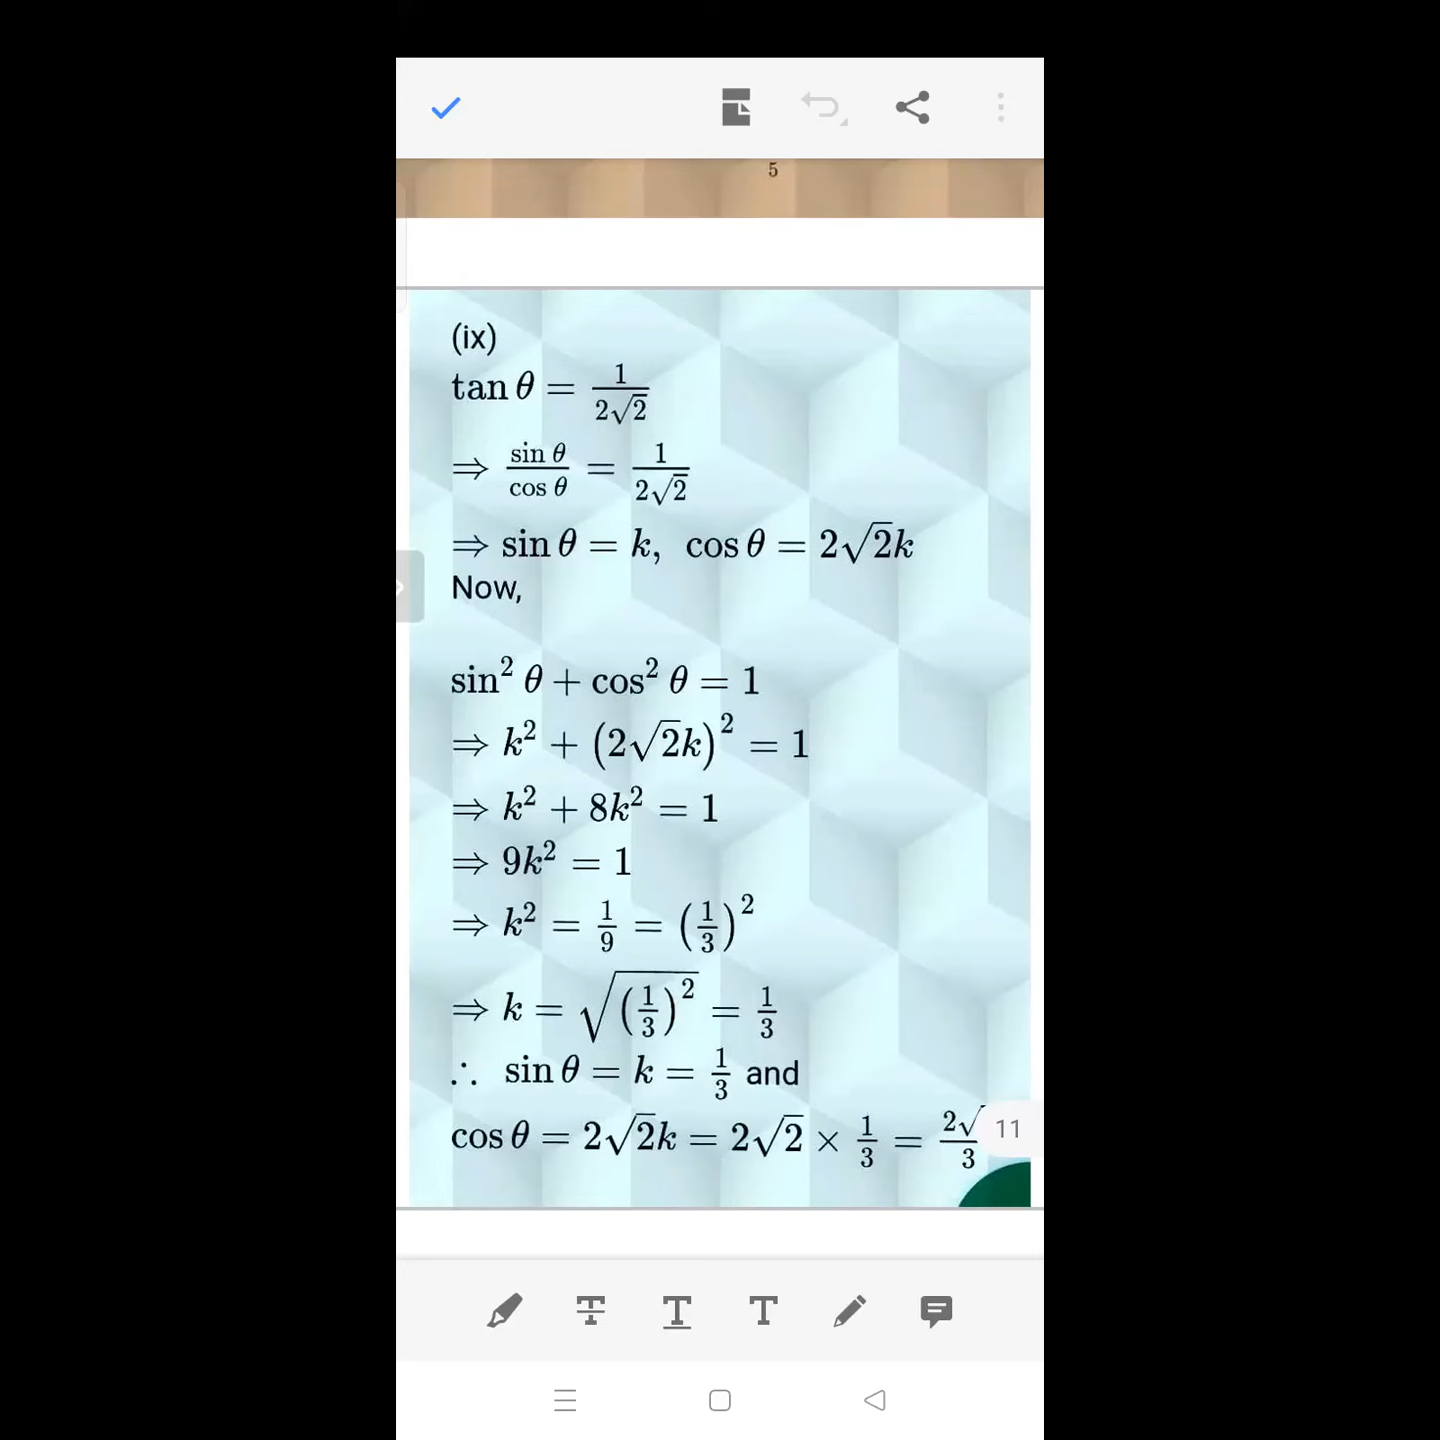 5
(ix)
tan θ = 1/(2√2)
⇒ sin θ/cos θ = 1/(2√2)
⇒ sin θ = k, cos θ = 2√2k
Now,
sin² θ + cos² θ = 1
⇒ k² + (2√2k)² = 1
⇒ k² + 8k² = 1
⇒ 9k² = 1
⇒ k² = 1/9 = (1/3)²
⇒ k = √((1/3)²) = 1/3
∴ sin θ = k = 1/3 and
cos θ = 2√2k = 2√2 × 1/3 = 2√/3
11